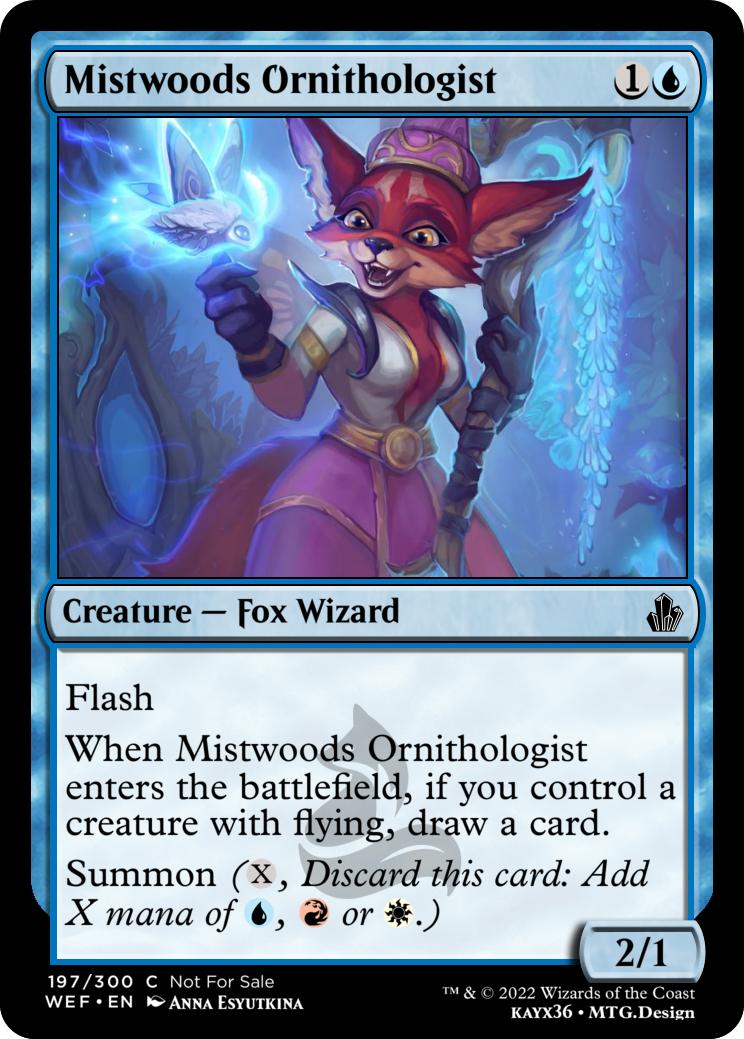 Mistwoods Ornithologist 1
Creature — Fox Wizard
Flash
When Mistwoods Ornithologist
enters the battlefield, if you control a
creature with flying, draw a card.
Summon (X, Discard this card: Add
X mana of , or .)
2/1
197/300 C Not For Sale
WEF • EN Anna Esyutkina
™ & © 2022 Wizards of the Coast
KAYX36 • MTG.Design